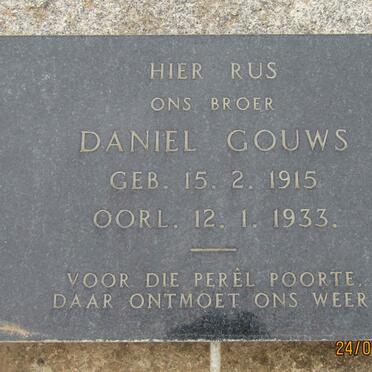 HIER RUS
ONS BROER
DANIEL GOUWS
GEB. 15. 2. 1915
OORL. 12. 1. 1933.
VOOR DIE PERÊL POORTE,
DAAR ONTMOET ONS WEER
24/0